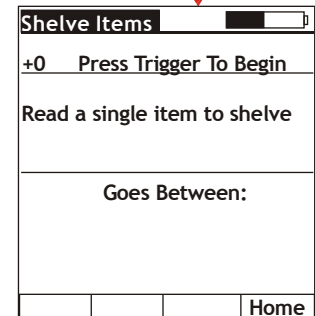 Shelve Items
+0 Press Trigger To Begin
Read a single item to shelve
Goes Between:
Home